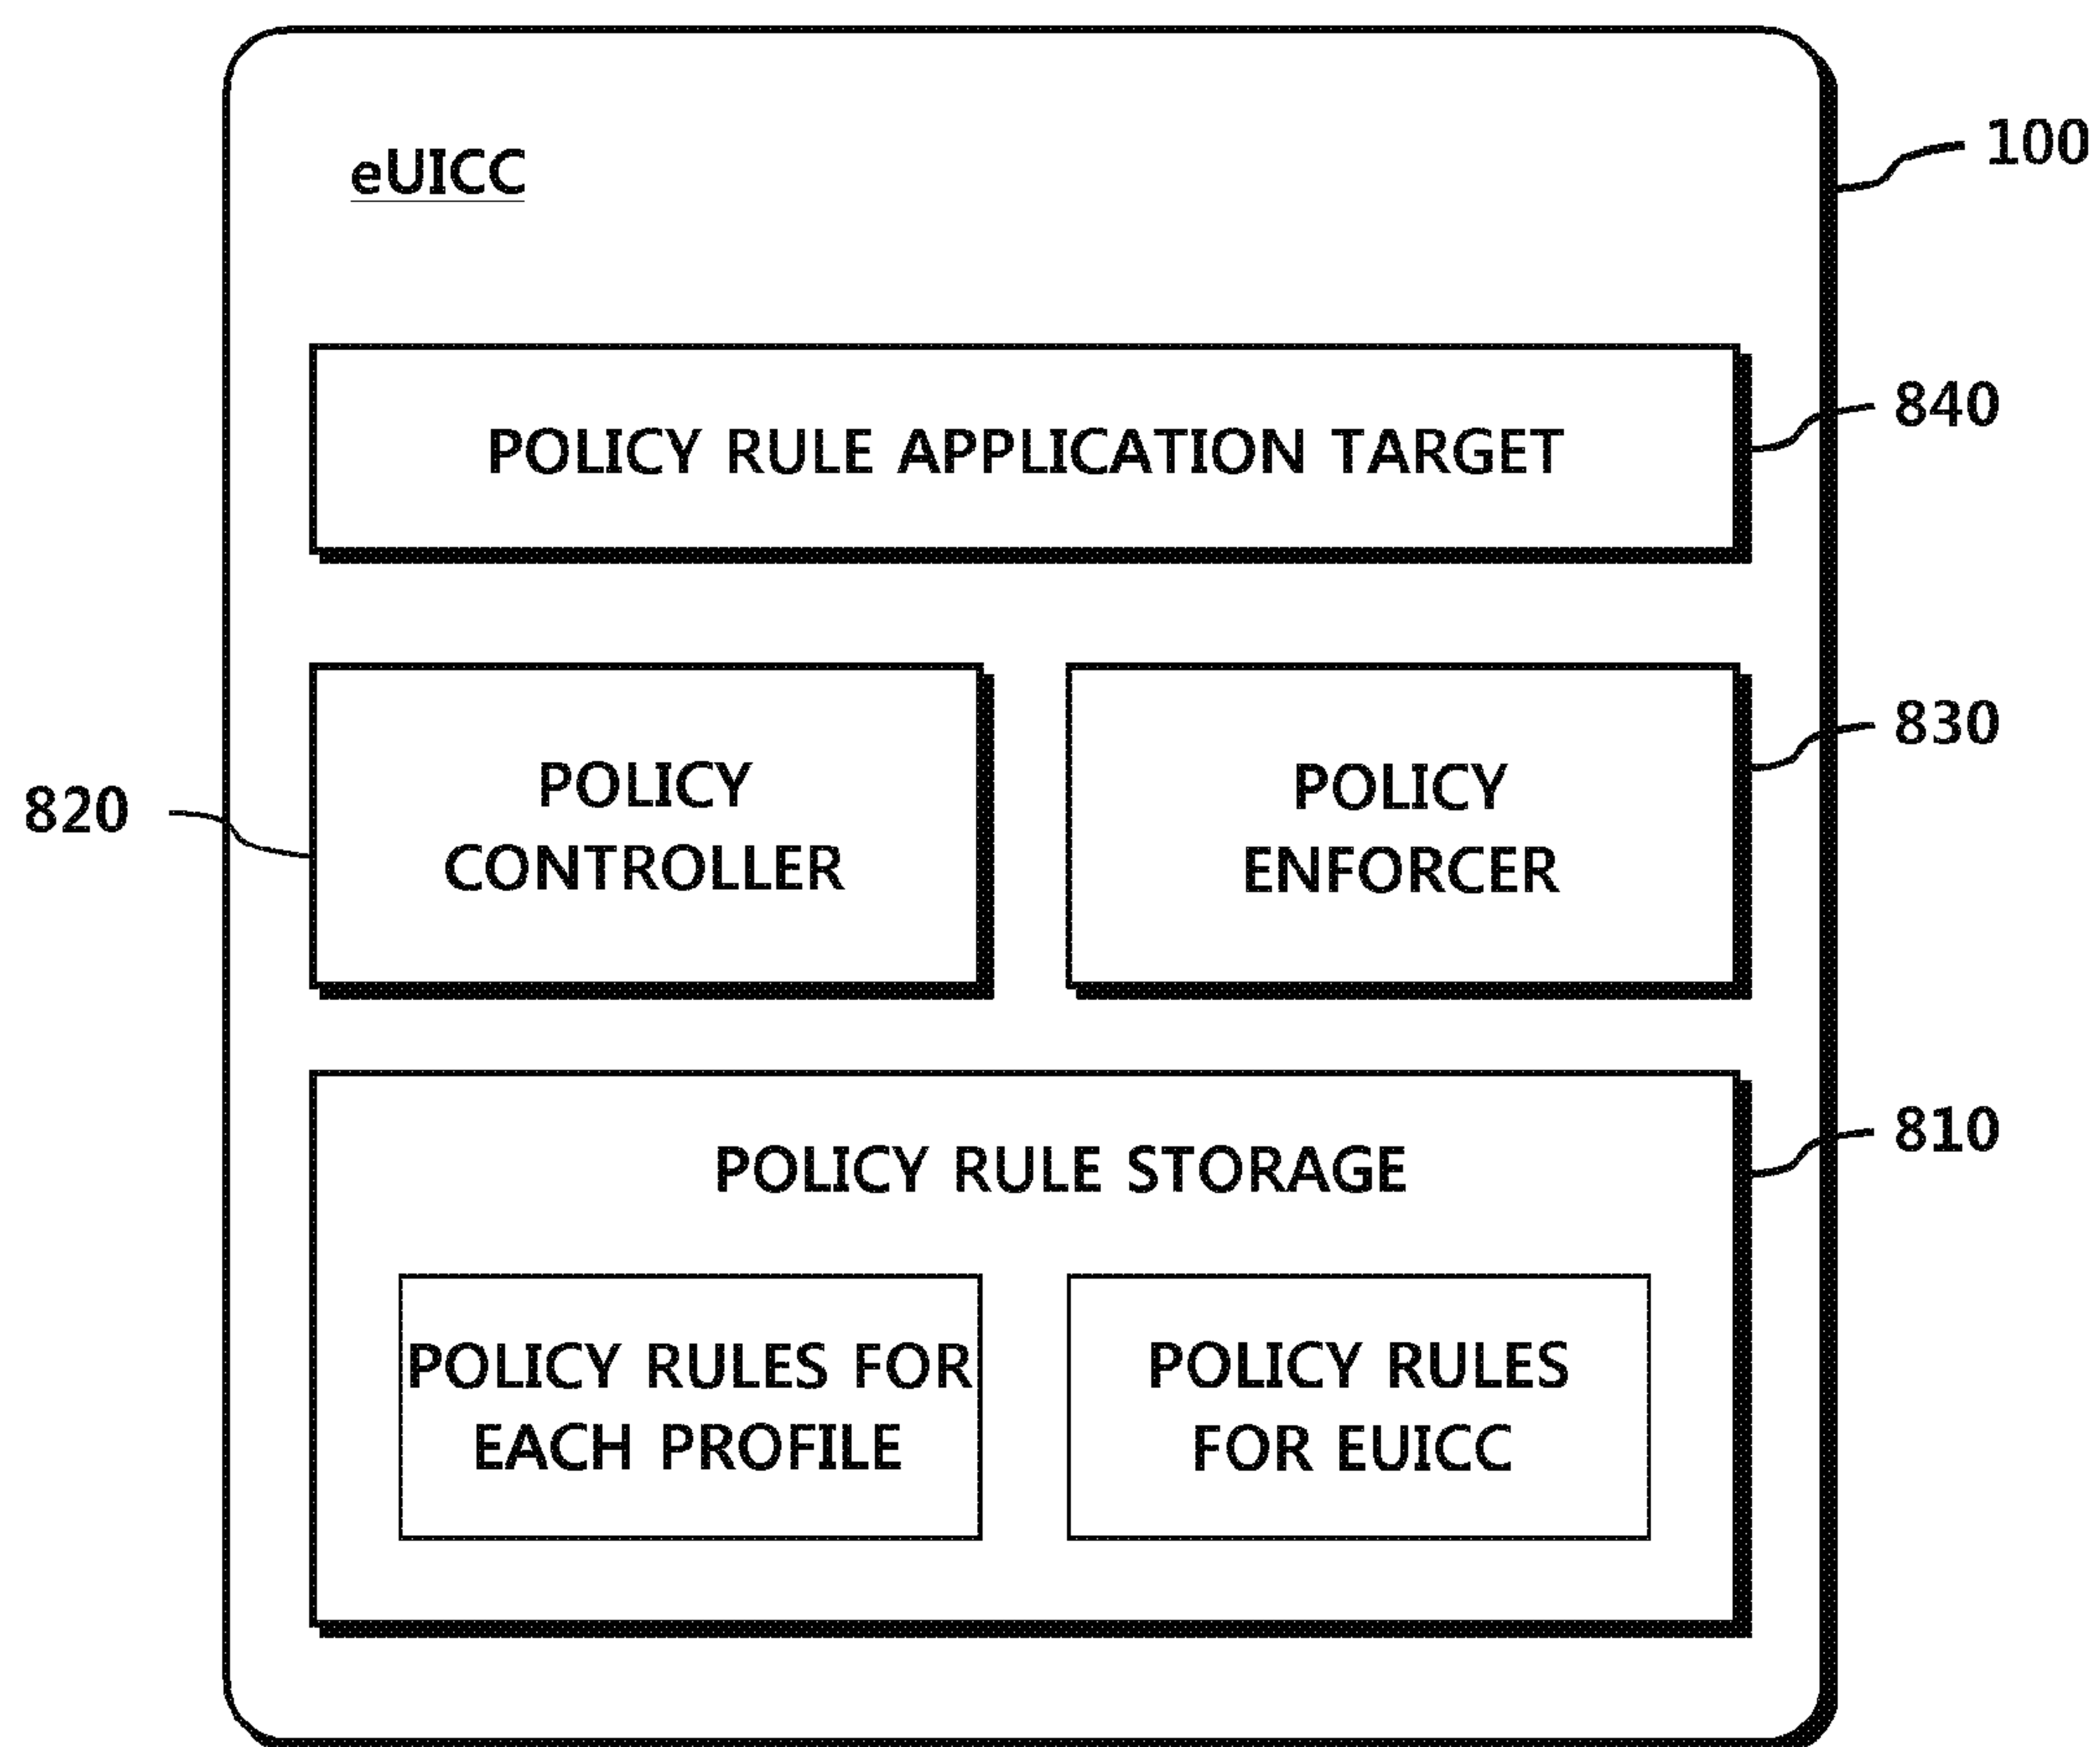 eUICC
100
POLICY RULE APPLICATION TARGET
840
POLICY
CONTROLLER
820
POLICY
ENFORCER
830
POLICY RULE STORAGE
810
POLICY RULES FOR
EACH PROFILE
POLICY RULES
FOR EUICC